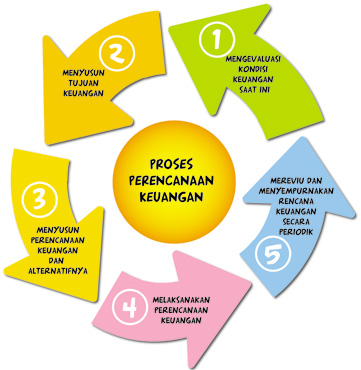 PROSES
PERENCANAAN
KEUANGAN
1
MENGEVALUASI
KONDISI
KEUANGAN
SAAT INI
2
MENYUSUN
TUJUAN
KEUANGAN
3
MENYUSUN
PERENCANAAN
KEUANGAN
DAN
ALTERNATIFNYA
4
MELAKSANAKAN
PERENCANAAN
KEUANGAN
MEREVIU DAN
MENYEMPURNAKAN
RENCANA
KEUANGAN
SECARA
PERIODIK
5